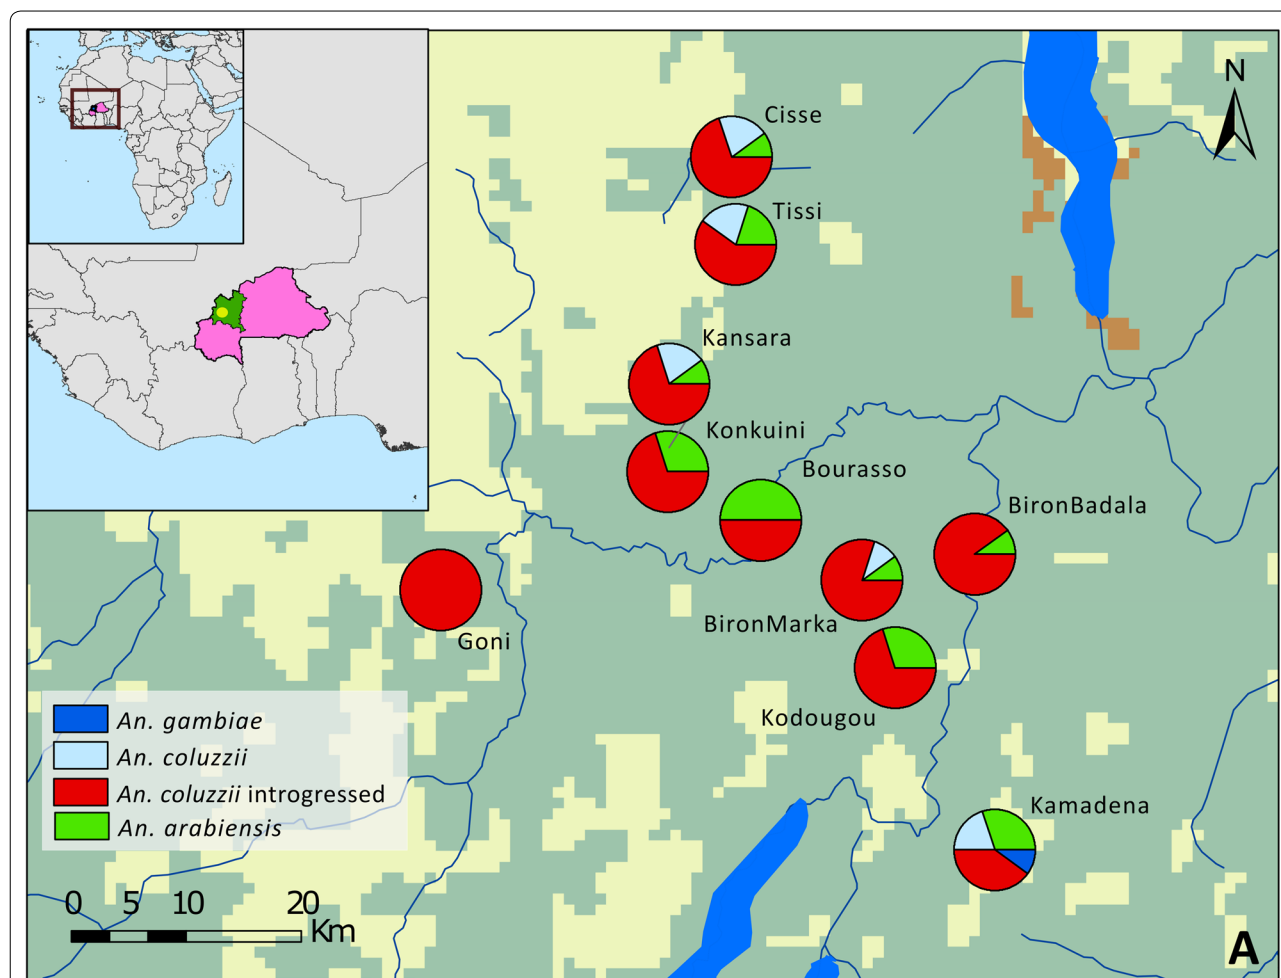 N
Cisse
Tissi
Kansara
Konkuini
Bourasso
BironBadala
BironMarka
Goni
Kodougou
Kamadena
An. gambiae
An. coluzzii
An. coluzzii introgressed
An. arabiensis
0 5 10 20
Km
A